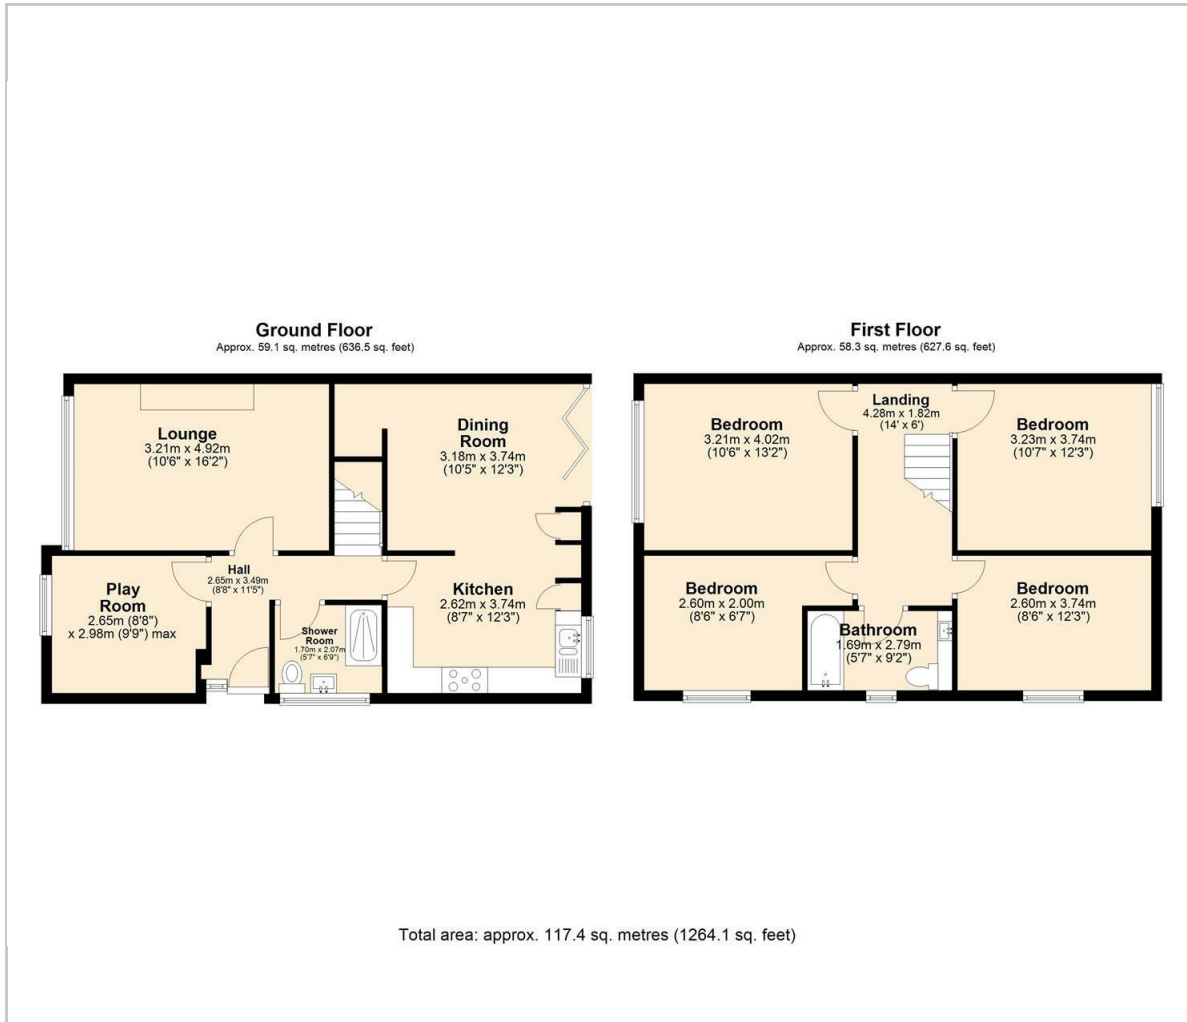 Ground Floor
Approx. 59.1 sq. metres (636.5 sq. feet)
Lounge
3.21m x 4.92m
(10'6" x 16'2")
Dining
Room
3.18m x 3.74m
(10'5" x 12'3")
Hall
2.65m x 3.49m
(8'8" x 11'5")
Play
Room
2.65m (8'8")
x 2.98m (9'9") max
Shower
Room
1.70m x 2.07m
(5'7" x 6'9")
Kitchen
2.62m x 3.74m
(8'7" x 12'3")
First Floor
Approx. 58.3 sq. metres (627.6 sq. feet)
Bedroom
3.21m x 4.02m
(10'6" x 13'2")
Landing
4.28m x 1.82m
(14' x 6')
Bedroom
3.23m x 3.74m
(10'7" x 12'3")
Bedroom
2.60m x 2.00m
(8'6" x 6'7")
Bathroom
1.69m x 2.79m
(5'7" x 9'2")
Bedroom
2.60m x 3.74m
(8'6" x 12'3")
Total area: approx. 117.4 sq. metres (1264.1 sq. feet)